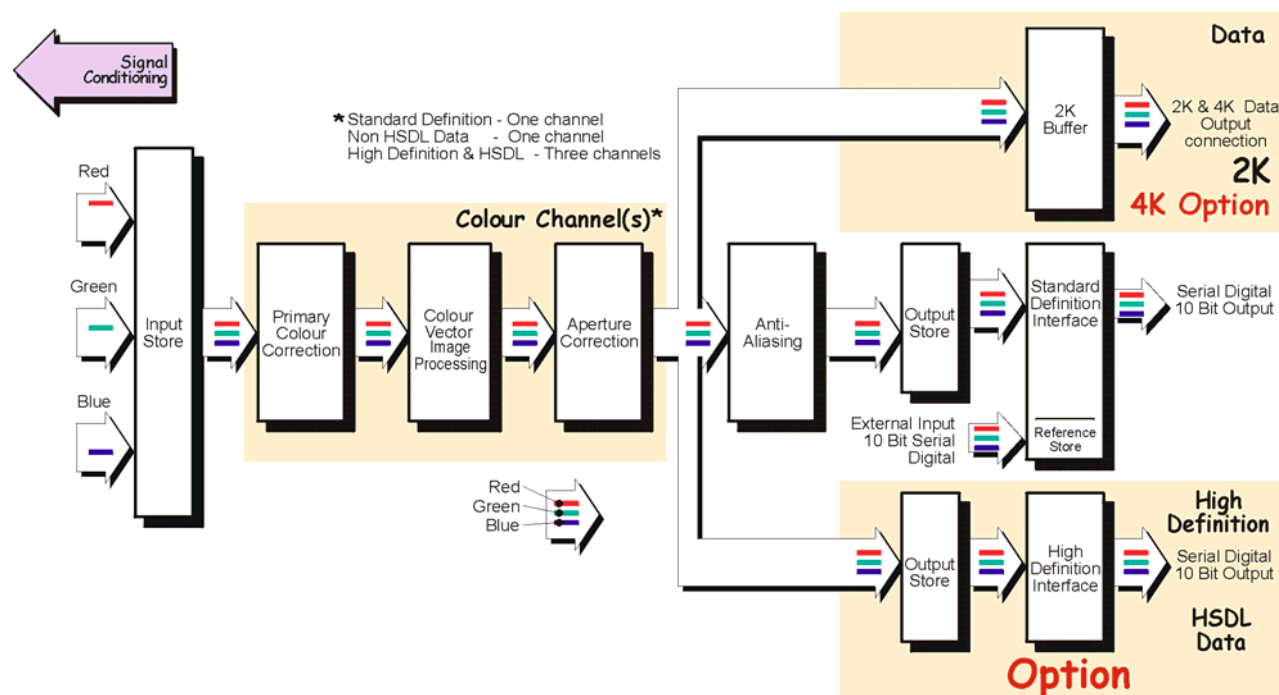 Signal
Conditioning
* Standard Definition - One channel
Non HSDL Data - One channel
High Definition & HSDL - Three channels
Red
Green
Blue
Input
Store
Colour Channel(s)*
Primary
Colour
Correction
Colour
Vector
Image
Processing
Aperture
Correction
Red
Green
Blue
Anti-
Aliasing
Data
2K
Buffer
2K & 4K Data
Output
connection
2K
4K Option
Output
Store
Standard
Definition
Interface
Serial Digital
10 Bit Output
External Input
10 Bit Serial
Digital
Reference
Store
High
Definition
Output
Store
High
Definition
Interface
Serial Digital
10 Bit Output
HSDL
Data
Option